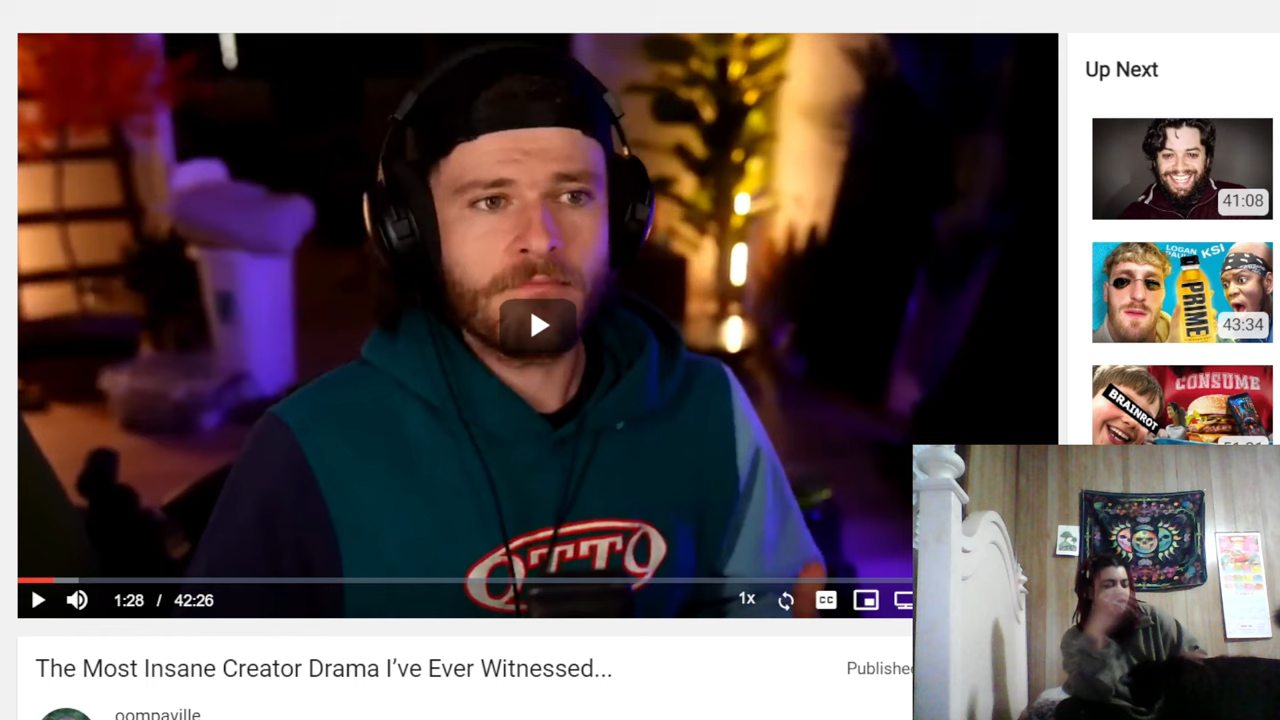 Up Next
41:08
LOGAN
PAUL
KSI
PRIME
43:34
CONSUME
BRAINROT
OTTO
1:28 / 42:26
1x
CC
The Most Insane Creator Drama I’ve Ever Witnessed...
Published
oompaville